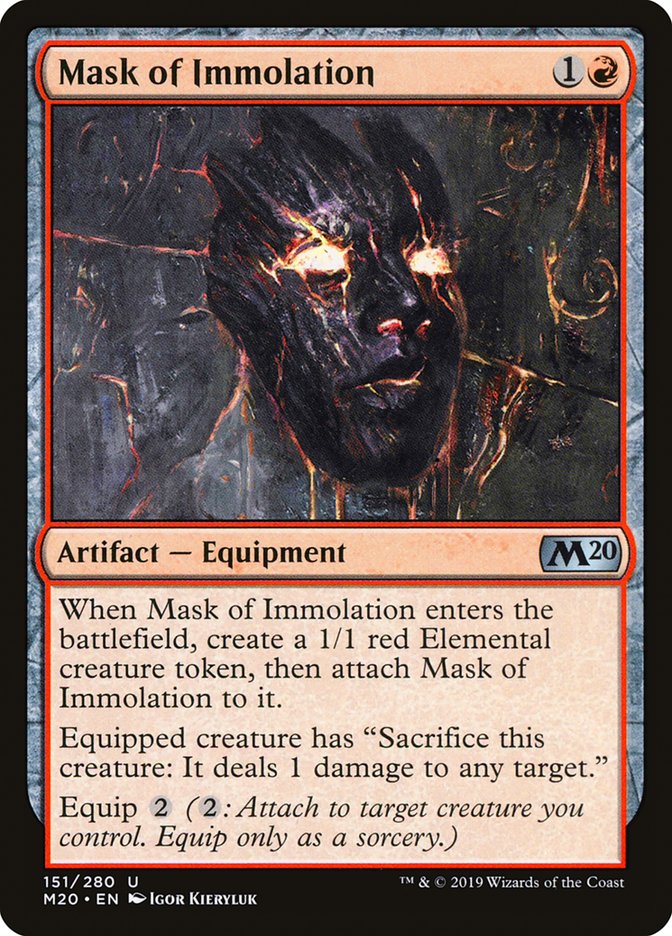 Mask of Immolation 1
Artifact — Equipment M20
When Mask of Immolation enters the
battlefield, create a 1/1 red Elemental
creature token, then attach Mask of
Immolation to it.
Equipped creature has “Sacrifice this
creature: It deals 1 damage to any target.”
Equip 2 (2: Attach to target creature you
control. Equip only as a sorcery.)
151/280 U
M20 • EN Igor Kieryluk
™ & © 2019 Wizards of the Coast